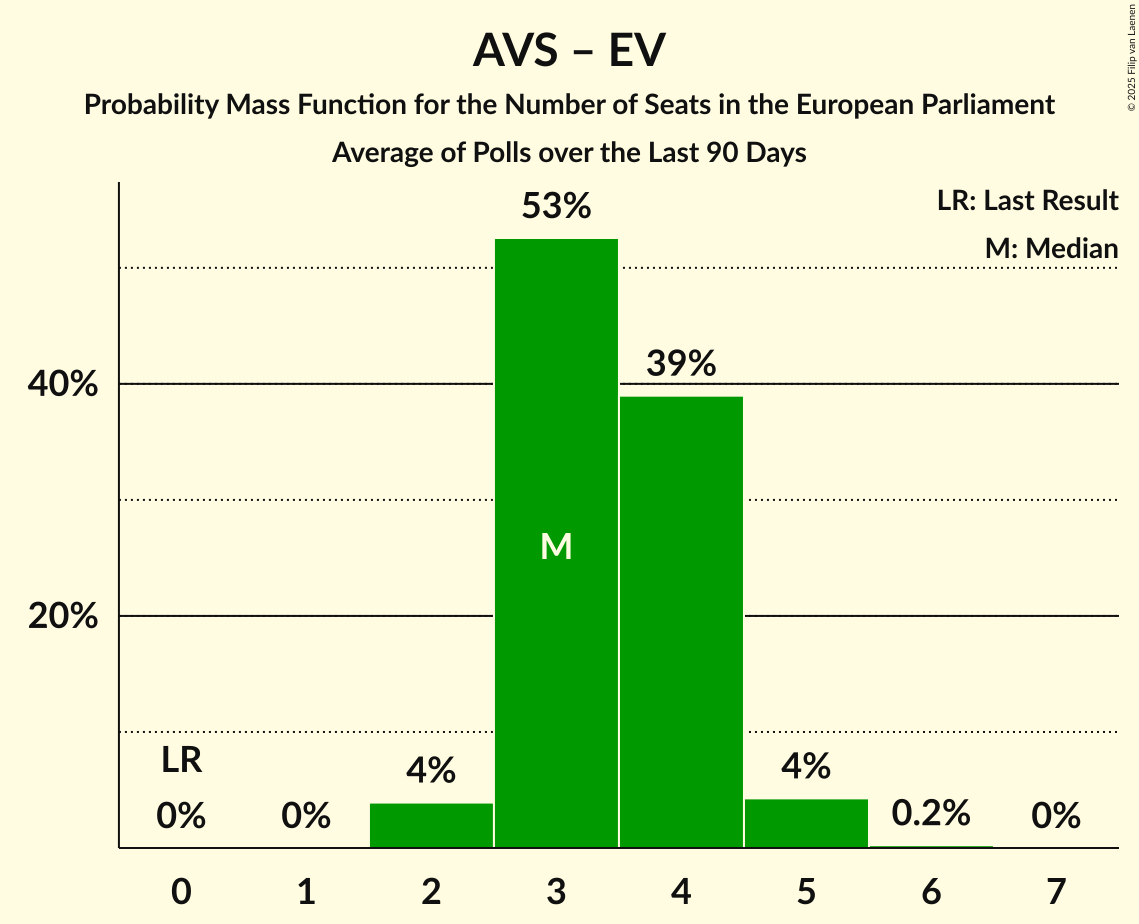 AVS – EV
Probability Mass Function for the Number of Seats in the European Parliament
Average of Polls over the Last 90 Days
© 2025 Filip van Laenen
LR: Last Result
M: Median
53%
39%
40%
M
20%
LR
0%
0%
4%
4%
0.2%
0%
0 1 2 3 4 5 6 7